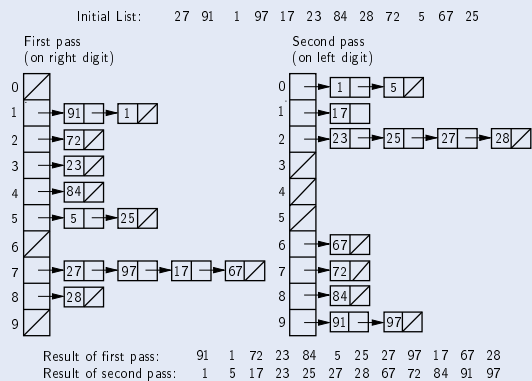 Initial List: 27 91 1 97 17 23 84 28 72 5 67 25
First pass
(on right digit)
0
1 91 1
2 72
3 23
4 84
5 5 25
6
7 27 97 17 67
8 28
9
Second pass
(on left digit)
0 1 5
1 17
2 23 25 27 28
3
4
5
6 67
7 72
8 84
9 91 97
Result of first pass: 91 1 72 23 84 5 25 27 97 17 67 28
Result of second pass: 1 5 17 23 25 27 28 67 72 84 91 97